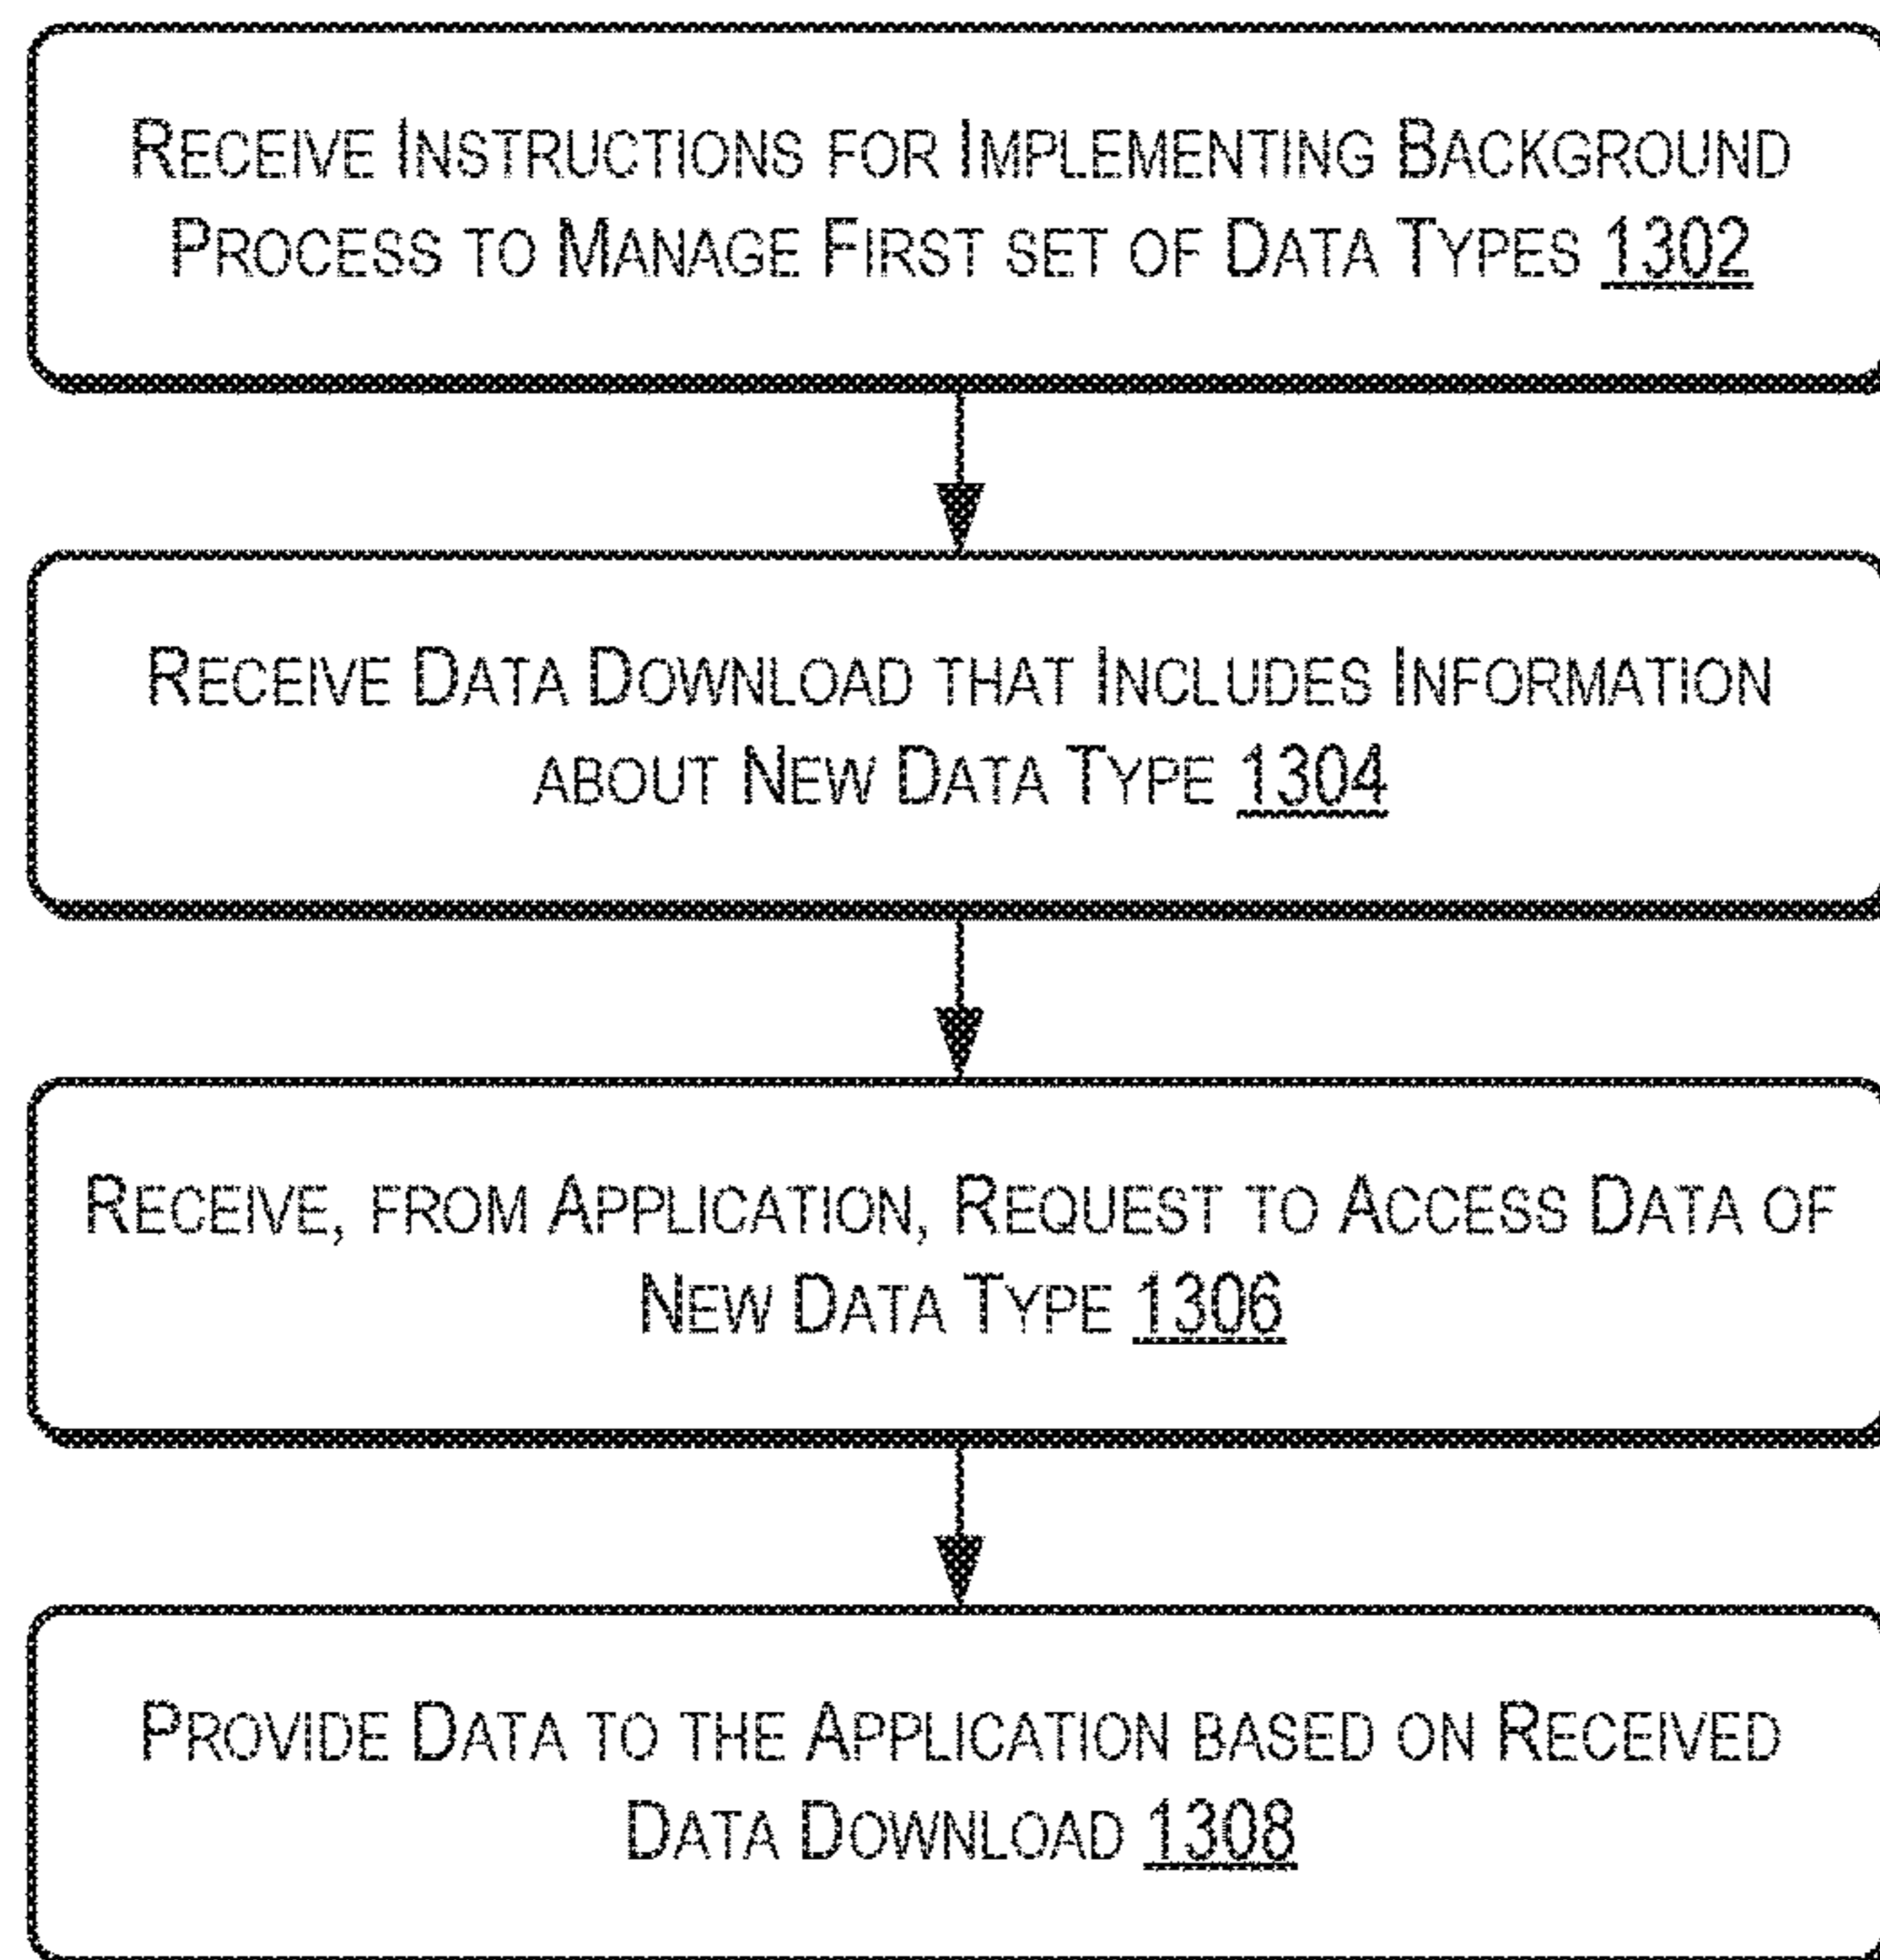 RECEIVE INSTRUCTIONS FOR IMPLEMENTING BACKGROUND
PROCESS TO MANAGE FIRST SET OF DATA TYPES 1302
RECEIVE DATA DOWNLOAD THAT INCLUDES INFORMATION
ABOUT NEW DATA TYPE 1304
RECEIVE, FROM APPLICATION, REQUEST TO ACCESS DATA OF
NEW DATA TYPE 1306
PROVIDE DATA TO THE APPLICATION BASED ON RECEIVED
DATA DOWNLOAD 1308